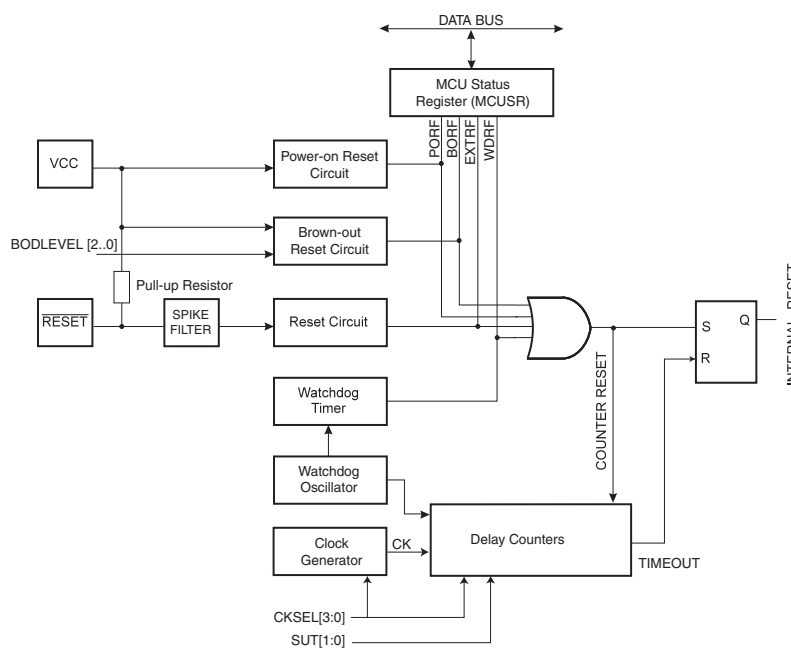 DATA BUS
MCU Status
Register (MCUSR)
PORF
BORF
EXTRF
WDRF
VCC
Power-on Reset
Circuit
BODLEVEL [2..0]
Brown-out
Reset Circuit
Pull-up Resistor
RESET
SPIKE
FILTER
Reset Circuit
S
Q
R
INTERNAL RESET
COUNTER RESET
Watchdog
Timer
Watchdog
Oscillator
Clock
Generator
CK
Delay Counters
TIMEOUT
CKSEL[3:0]
SUT[1:0]